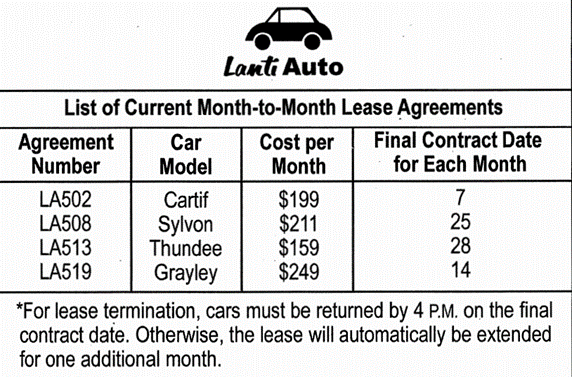 Lanti Auto
List of Current Month-to-Month Lease Agreements
Agreement Number Car Model Cost per Month Final Contract Date for Each Month
LA502 Cartif $199 7
LA508 Sylvon $211 25
LA513 Thundee $159 28
LA519 Grayley $249 14
*For lease termination, cars must be returned by 4 P.M. on the final
contract date. Otherwise, the lease will automatically be extended
for one additional month.